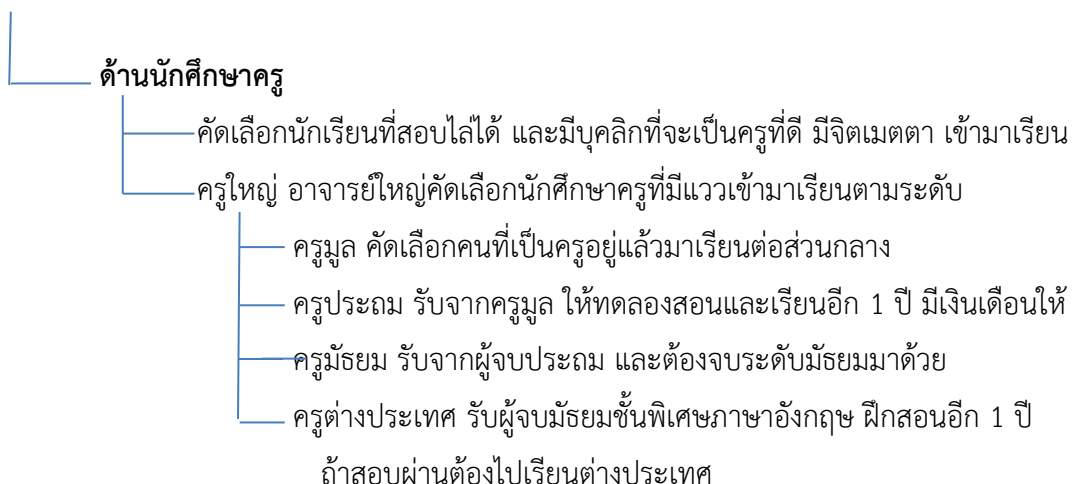 ด้านนักศึกษาครู
คัดเลือกนักเรียนที่สอบไล่ได้ และมีบุคลิกที่จะเป็นครูที่ดี มีจิตเมตตา เข้ามาเรียน
ครูใหญ่ อาจารย์ใหญ่คัดเลือกนักศึกษาครูที่มีแววเข้ามาเรียนตามระดับ
ครูมูล คัดเลือกคนที่เป็นครูอยู่แล้วมาเรียนต่อส่วนกลาง
ครูประถม รับจากครูมูล ให้ทดลองสอนและเรียนอีก 1 ปี มีเงินเดือนให้
ครูมัธยม รับจากผู้จบประถม และต้องจบระดับมัธยมมาด้วย
ครูต่างประเทศ รับผู้จบมัธยมชั้นพิเศษภาษาอังกฤษ ฝึกสอนอีก 1 ปี
ถ้าสอบผ่านต้องไปเรียนต่างประเทศ